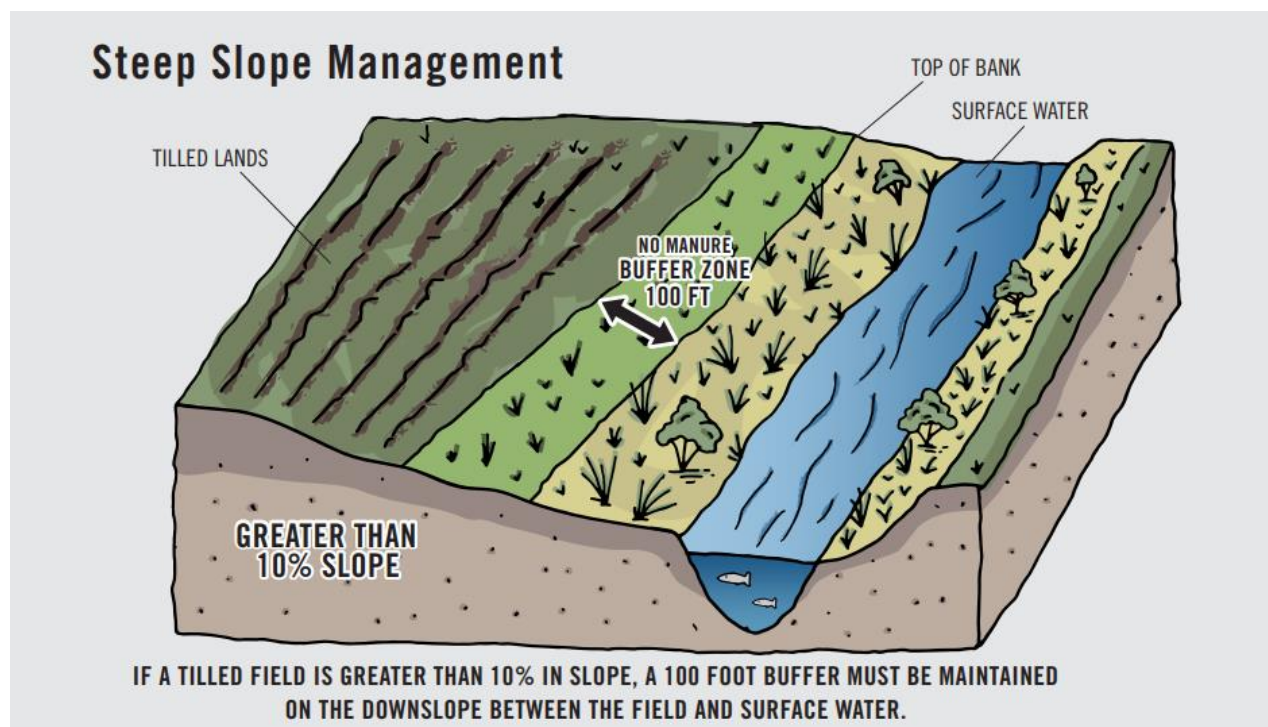 Steep Slope Management
TOP OF BANK
SURFACE WATER
TILLED LANDS
NO MANURE
BUFFER ZONE
100 FT
GREATER THAN
10% SLOPE
IF A TILLED FIELD IS GREATER THAN 10% IN SLOPE, A 100 FOOT BUFFER MUST BE MAINTAINED
ON THE DOWNSLOPE BETWEEN THE FIELD AND SURFACE WATER.